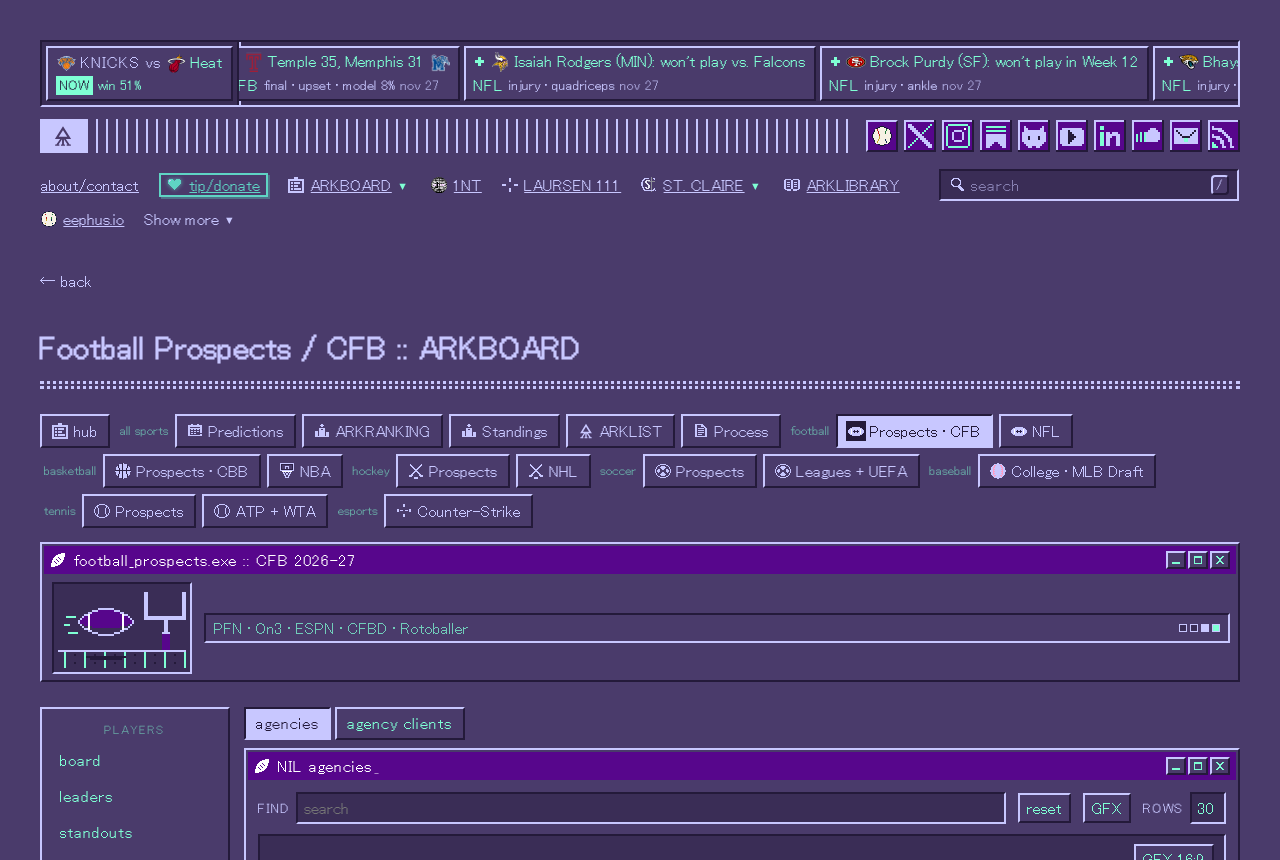 KNICKS vs Heat
NOW win 51%
Temple 35, Memphis 31
FB final · upset · model 8% nov 27
Isaiah Rodgers (MIN): won't play vs. Falcons
NFL injury · quadriceps nov 27
Brock Purdy (SF): won't play in Week 12
NFL injury · ankle nov 27
NFL injury ·
about/contact tip/donate ARKBOARD ▼ 1NT LAURSEN 111 ST. CLAIRE ▼ ARKLIBRARY search /
eephus.io Show more ▼
← back
Football Prospects / CFB :: ARKBOARD
hub all sports Predictions ARKRANKING Standings ARKLIST Process football Prospects · CFB NFL
basketball Prospects · CBB NBA hockey Prospects NHL soccer Prospects Leagues + UEFA baseball College · MLB Draft
tennis Prospects ATP + WTA esports Counter-Strike
football_prospects.exe :: CFB 2026-27
PFN · On3 · ESPN · CFBD · Rotoballer
PLAYERS
board
leaders
standouts
agencies agency clients
NIL agencies_
FIND search reset GFX ROWS 30
GFX 16:9